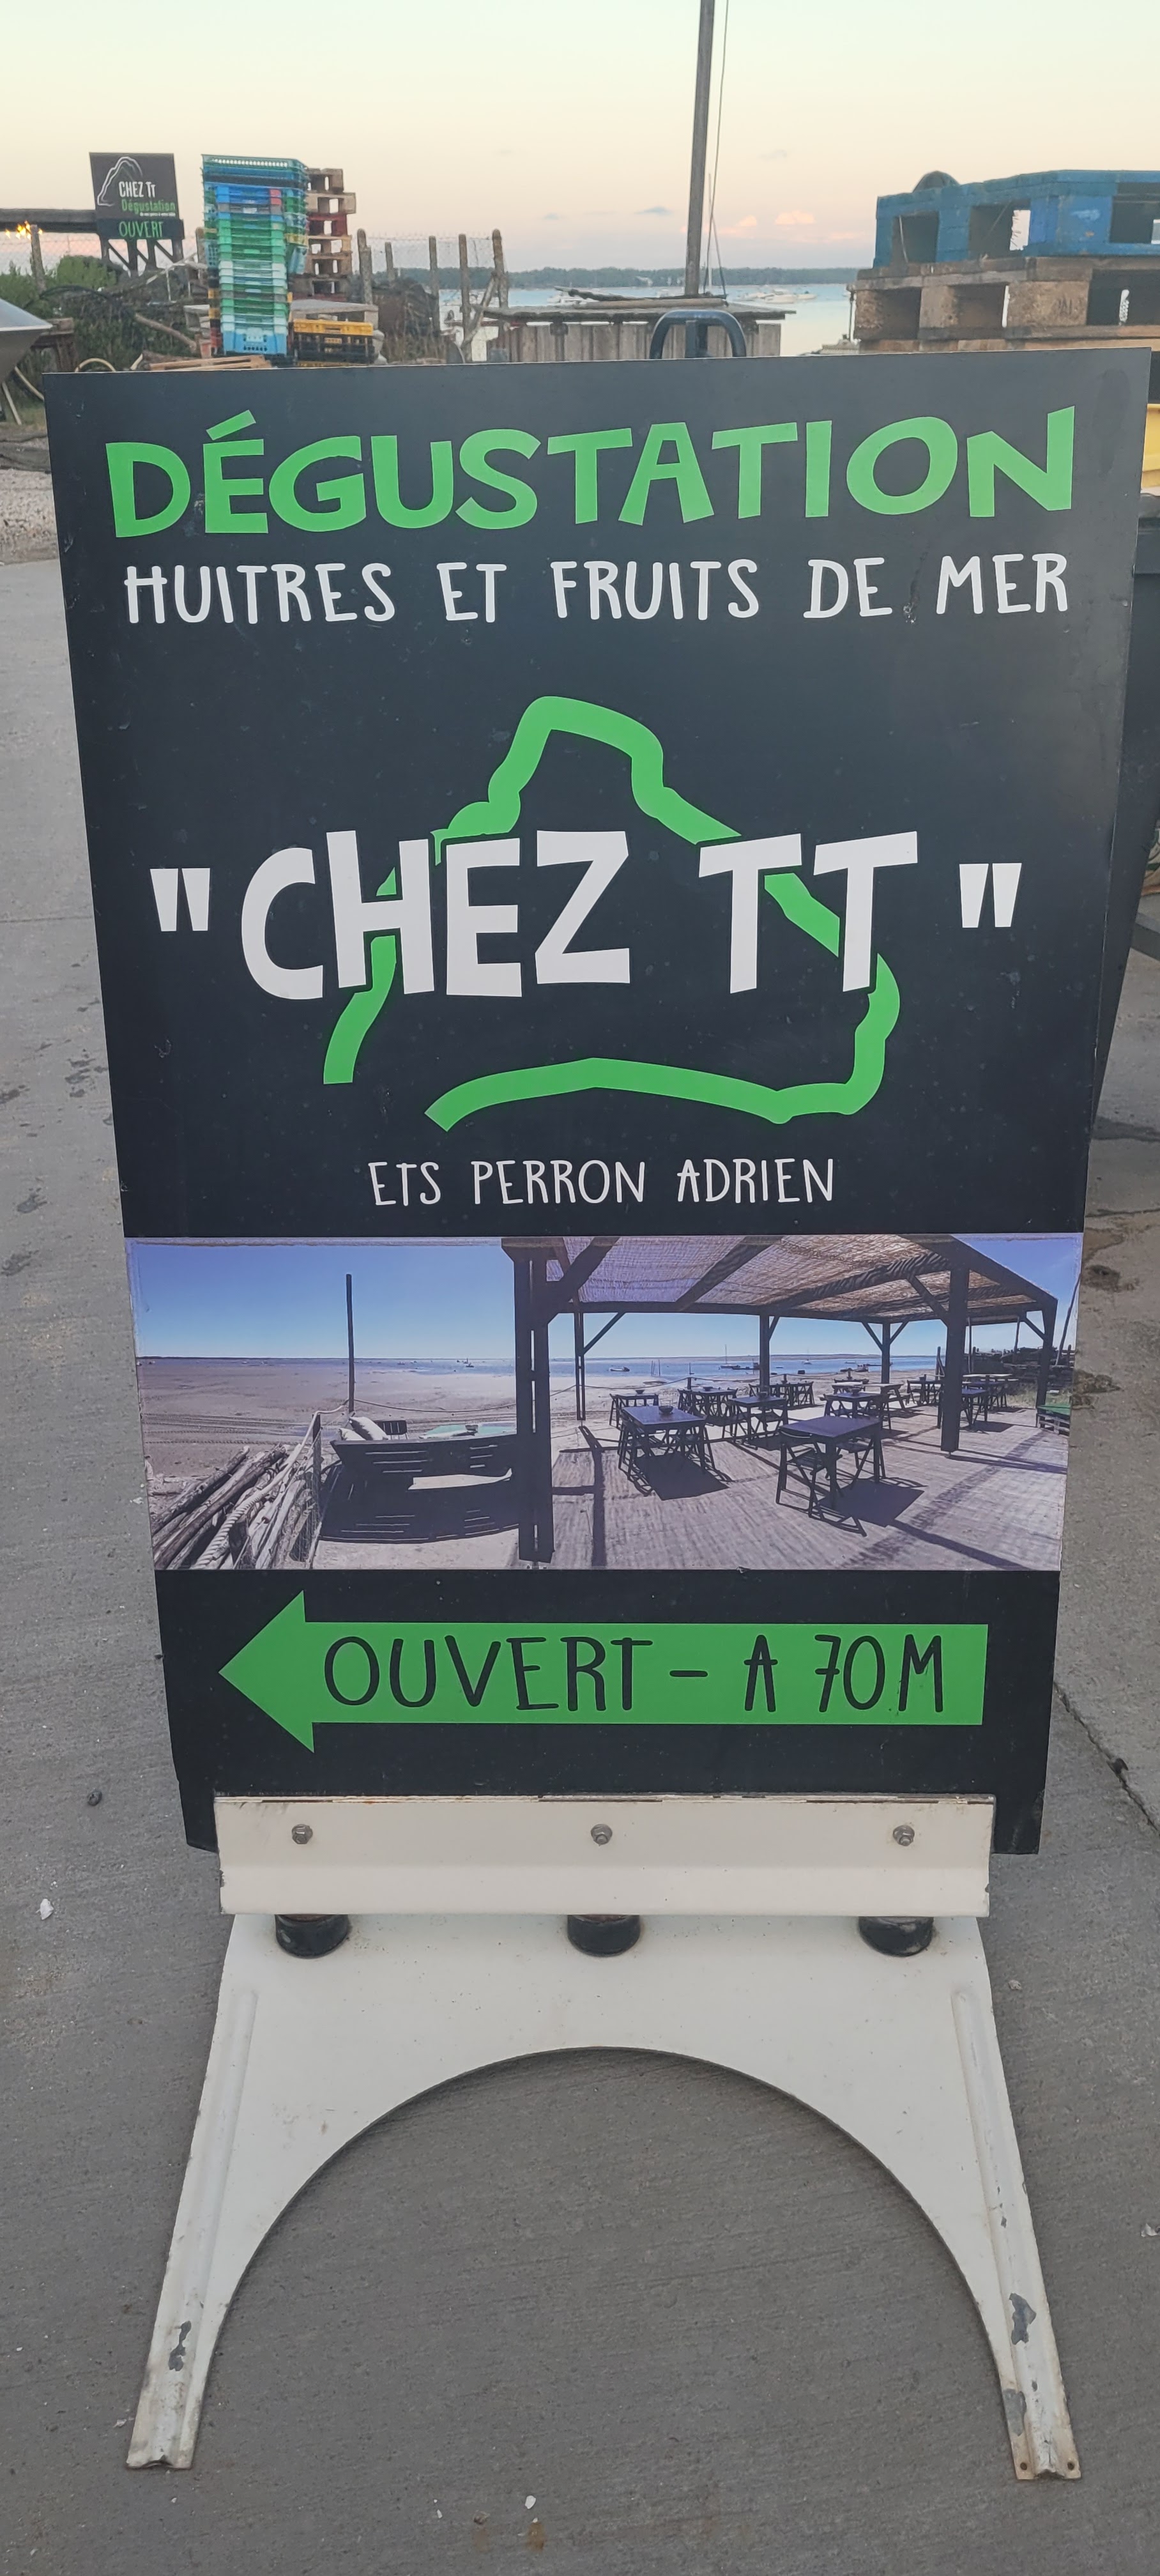 CHEZ Tt
Dégustation
OUVERT
DÉGUSTATION
HUITRES ET FRUITS DE MER
"CHEZ TT"
ETS PERRON ADRIEN
OUVERT - A 70M